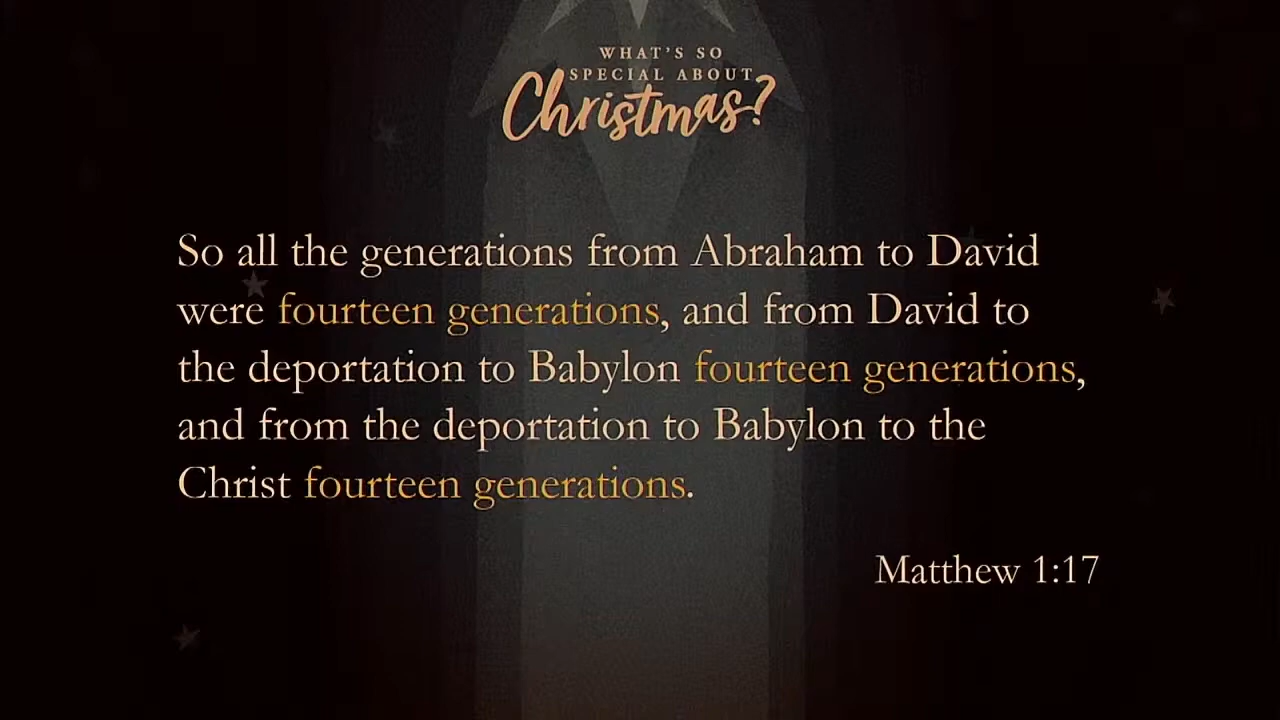 WHAT'S SO
SPECIAL ABOUT
Christmas?
So all the generations from Abraham to David
were fourteen generations, and from David to
the deportation to Babylon fourteen generations,
and from the deportation to Babylon to the
Christ fourteen generations.
Matthew 1:17